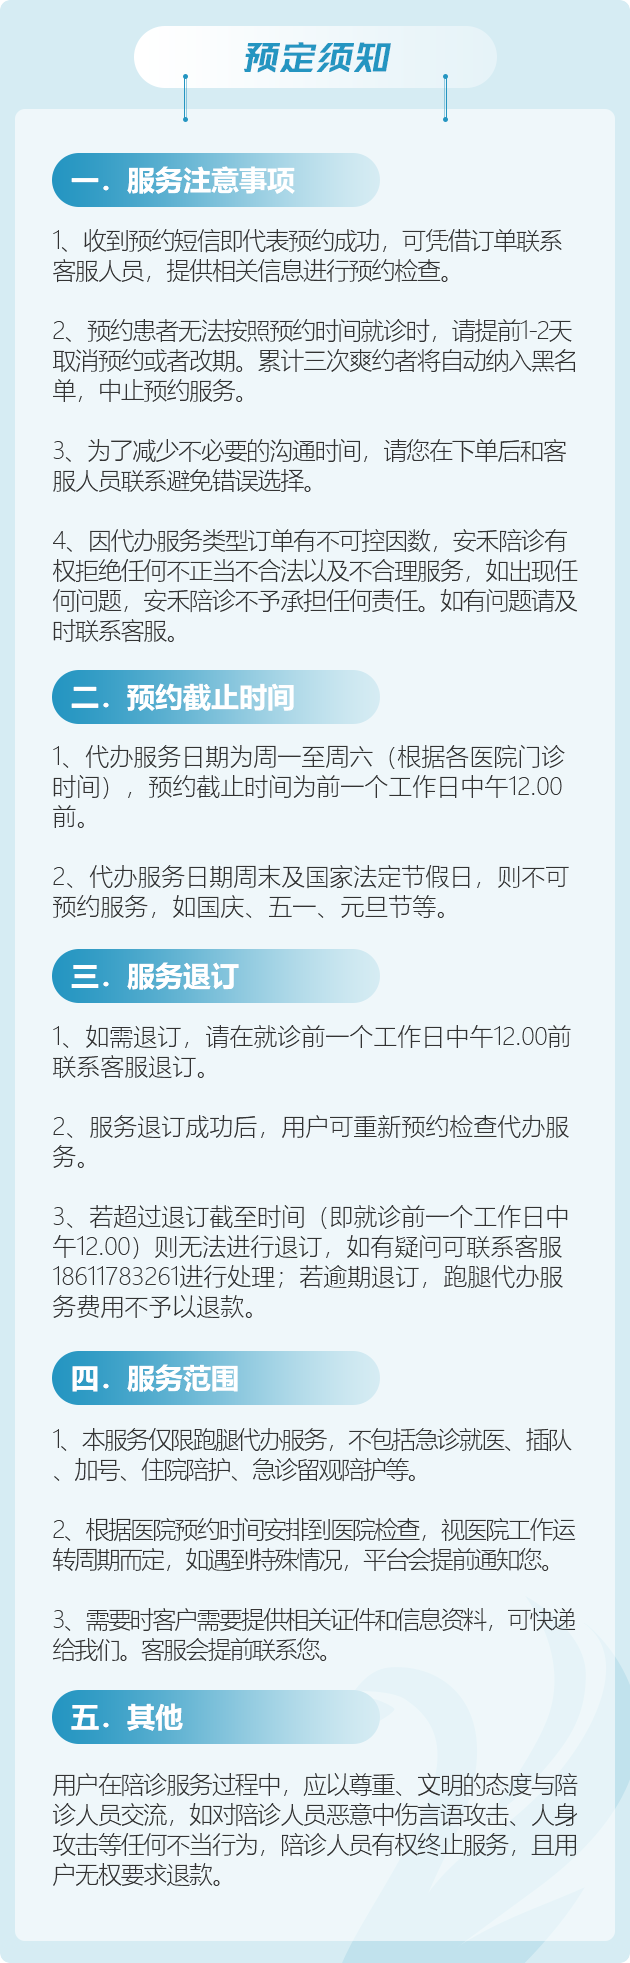 预定须知
一．服务注意事项
1、收到预约短信即代表预约成功，可凭借订单联系
客服人员，提供相关信息进行预约检查。
2、预约患者无法按照预约时间就诊时，请提前1-2天
取消预约或者改期。累计三次爽约者将自动纳入黑名
单，中止预约服务。
3、为了减少不必要的沟通时间，请您在下单后和客
服人员联系避免错误选择。
4、因代办服务类型订单有不可控因数，安禾陪诊有
权拒绝任何不正当不合法以及不合理服务，如出现任
何问题，安禾陪诊不予承担任何责任。如有问题请及
时联系客服。
二．预约截止时间
1、代办服务日期为周一至周六（根据各医院门诊
时间），预约截止时间为前一个工作日中午12.00
前。
2、代办服务日期周末及国家法定节假日，则不可
预约服务，如国庆、五一、元旦节等。
三．服务退订
1、如需退订，请在就诊前一个工作日中午12.00前
联系客服退订。
2、服务退订成功后，用户可重新预约检查代办服
务。
3、若超过退订截至时间（即就诊前一个工作日中
午12.00）则无法进行退订，如有疑问可联系客服
18611783261进行处理；若逾期退订，跑腿代办服
务费用不予以退款。
四．服务范围
1、本服务仅限跑腿代办服务，不包括急诊就医、插队
、加号、住院陪护、急诊留观陪护等。
2、根据医院预约时间安排到医院检查，视医院工作运
转周期而定，如遇到特殊情况，平台会提前通知您。
3、需要时客户需要提供相关证件和信息资料，可快递
给我们。客服会提前联系您。
五．其他
用户在陪诊服务过程中，应以尊重、文明的态度与陪
诊人员交流，如对陪诊人员恶意中伤言语攻击、人身
攻击等任何不当行为，陪诊人员有权终止服务，且用
户无权要求退款。